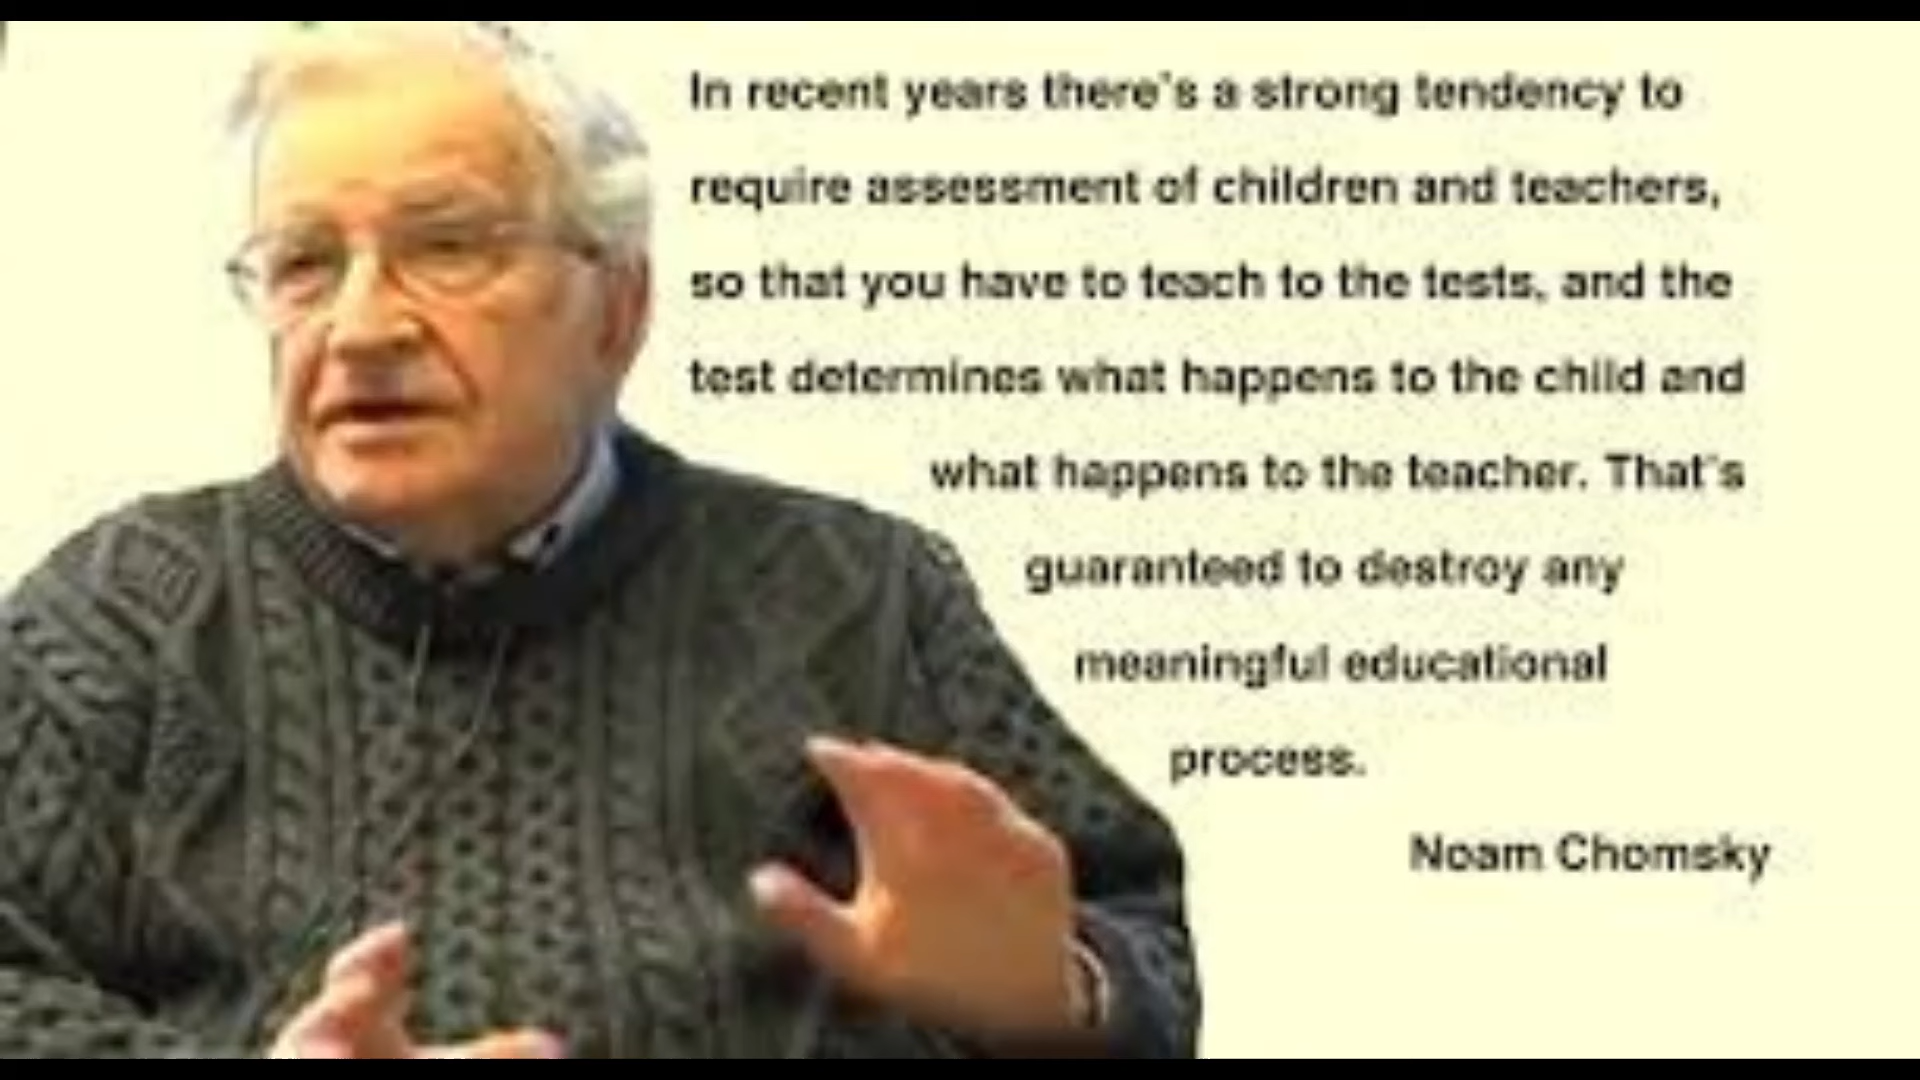 In recent years there's a strong tendency to
require assessment of children and teachers,
so that you have to teach to the tests, and the
test determines what happens to the child and
what happens to the teacher. That's
guaranteed to destroy any
meaningful educational
process.
Noam Chomsky